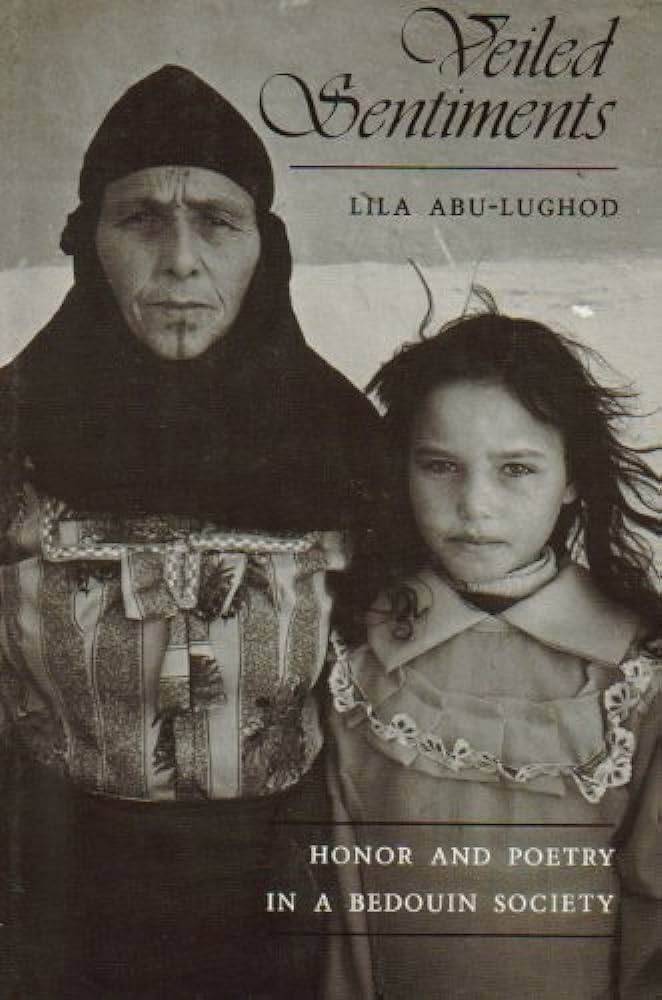 Veiled
Sentiments
LILA ABU-LUGHOD
HONOR AND POETRY
IN A BEDOUIN SOCIETY